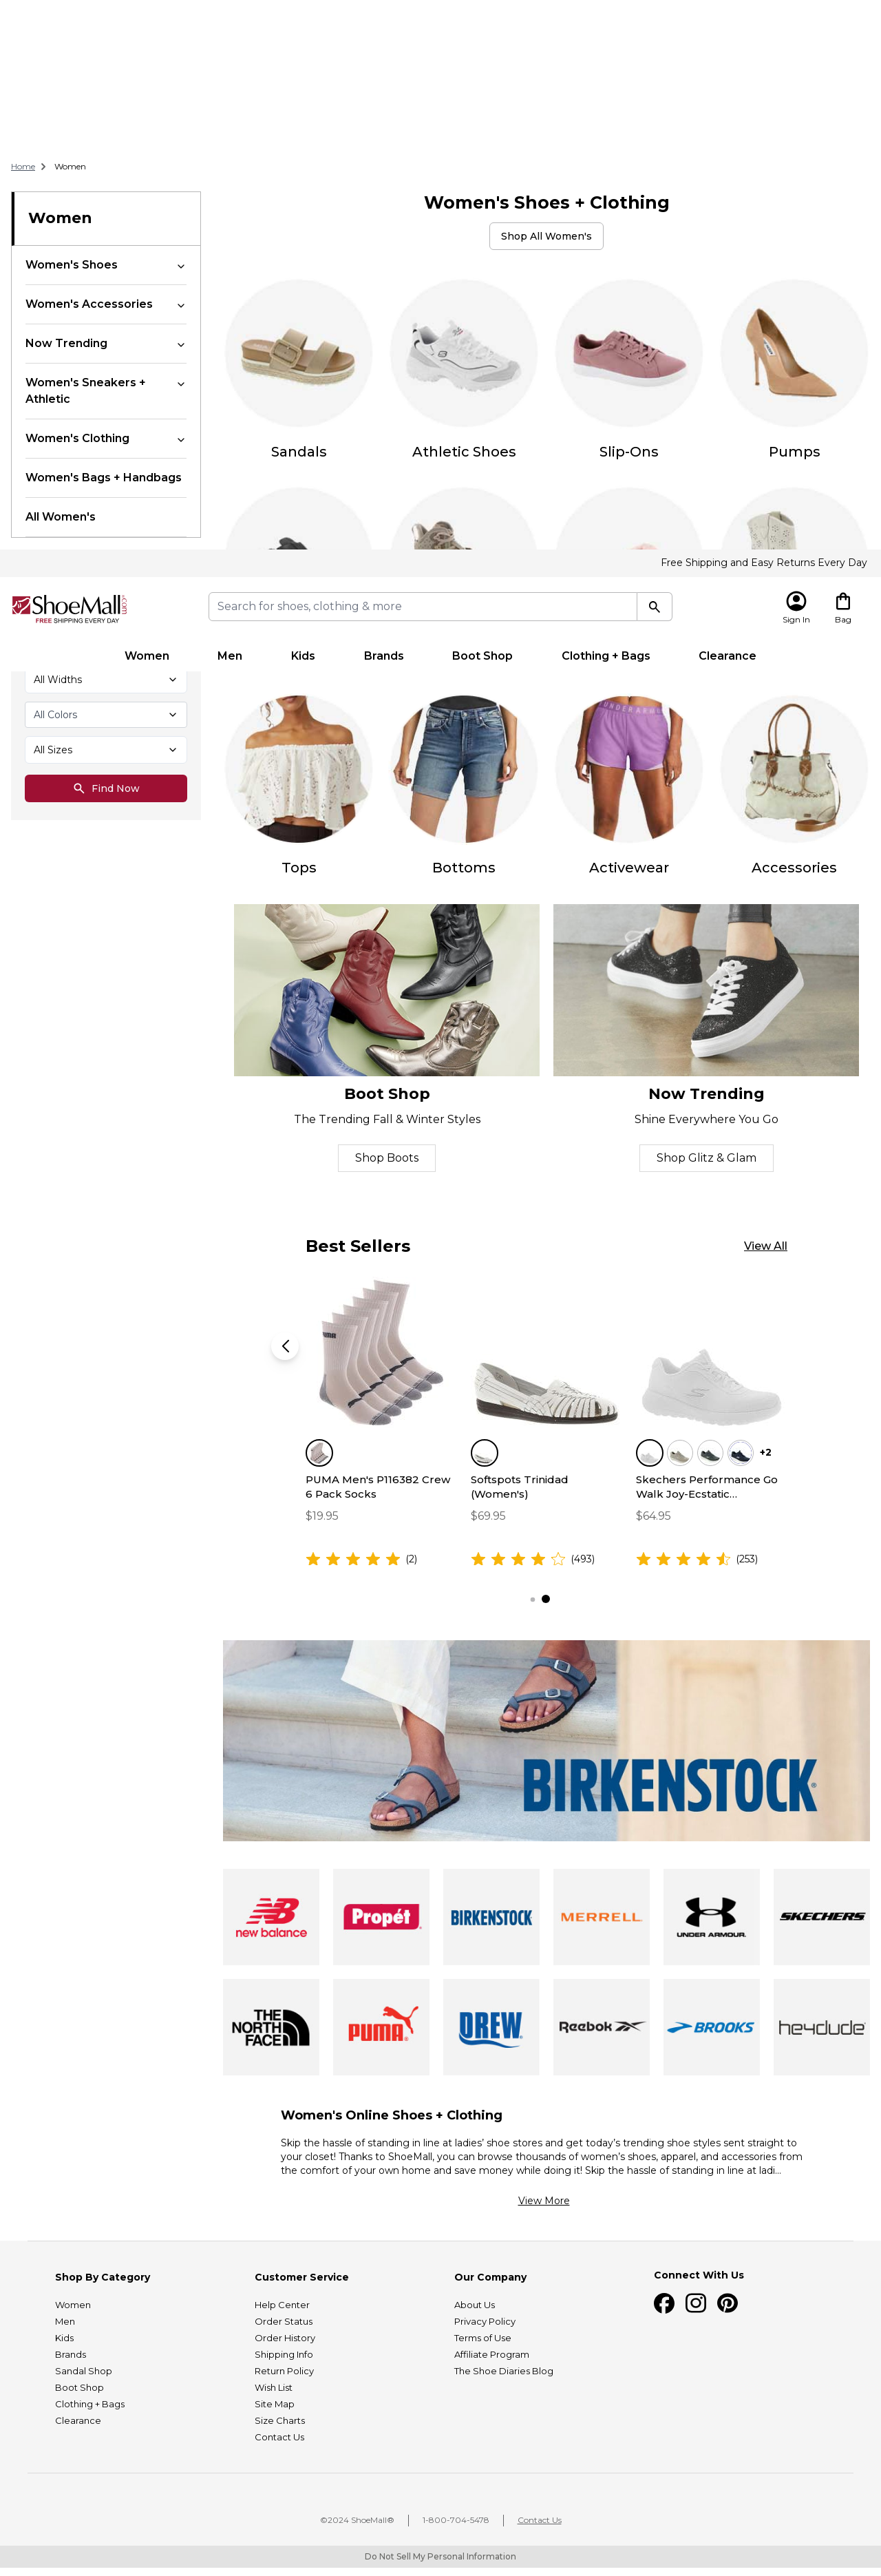 Home > Women
Women
Women's Shoes
Women's Accessories
Now Trending
Women's Sneakers +
Athletic
Women's Clothing
Women's Bags + Handbags
All Women's
Women's Shoes + Clothing
Shop All Women's
Sandals
Athletic Shoes
Slip-Ons
Pumps
Free Shipping and Easy Returns Every Day
ShoeMall.com
FREE SHIPPING EVERY DAY
Search for shoes, clothing & more
Sign In
Bag
Women
Men
Kids
Brands
Boot Shop
Clothing + Bags
Clearance
All Widths
All Colors
All Sizes
Find Now
UNDER ARMOUR
Tops
Bottoms
Activewear
Accessories
Boot Shop
The Trending Fall & Winter Styles
Shop Boots
Now Trending
Shine Everywhere You Go
Shop Glitz & Glam
Best Sellers
View All
PUMA
+2
PUMA Men's P116382 Crew
6 Pack Socks
$19.95
(2)
Softspots Trinidad
(Women's)
$69.95
(493)
Skechers Performance Go
Walk Joy-Ecstatic...
$64.95
(253)
BIRKENSTOCK®
new balance
Propét
BIRKENSTOCK
MERRELL
UNDER ARMOUR
SKECHERS
THE
NORTH
FACE
PUMA
DREW
Reebok
BROOKS
heydude
Women's Online Shoes + Clothing
Skip the hassle of standing in line at ladies’ shoe stores and get today’s trending shoe styles sent straight to
your closet! Thanks to ShoeMall, you can browse thousands of women’s shoes, apparel, and accessories from
the comfort of your own home and save money while doing it! Skip the hassle of standing in line at ladi...
View More
Shop By Category
Women
Men
Kids
Brands
Sandal Shop
Boot Shop
Clothing + Bags
Clearance
Customer Service
Help Center
Order Status
Order History
Shipping Info
Return Policy
Wish List
Site Map
Size Charts
Contact Us
Our Company
About Us
Privacy Policy
Terms of Use
Affiliate Program
The Shoe Diaries Blog
Connect With Us
©2024 ShoeMall®
1-800-704-5478
Contact Us
Do Not Sell My Personal Information